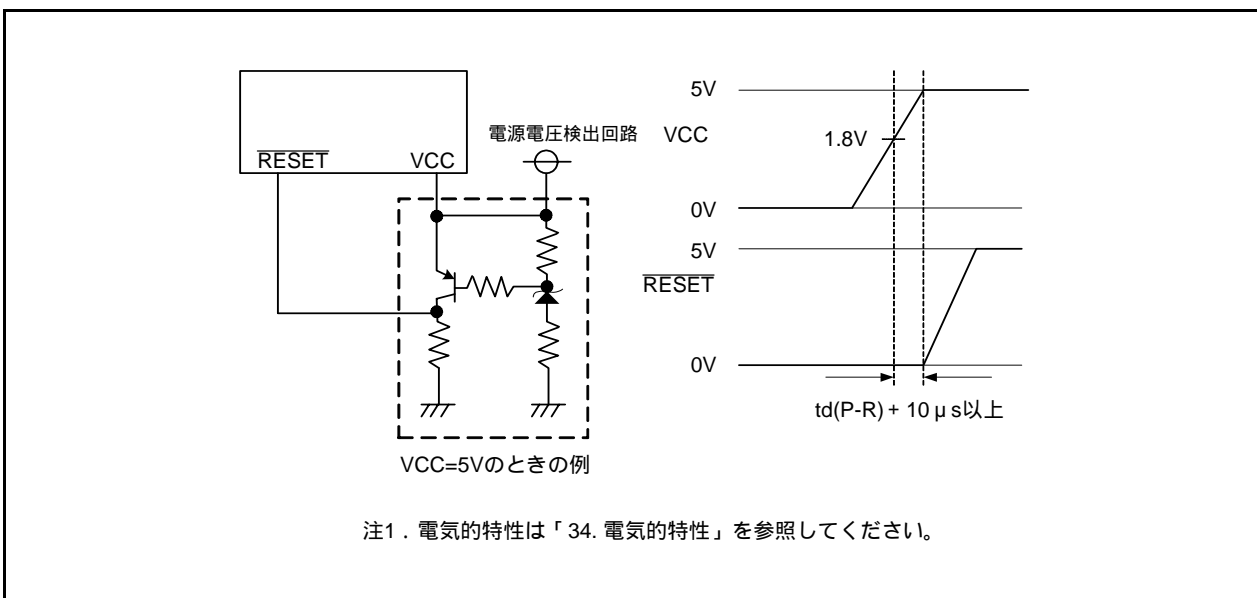 RESET
VCC
電源電圧検出回路
VCC=5Vのときの例
5V
VCC
1.8V
0V
5V
RESET
0V
td(P-R) + 10 μs以上
注1．電気的特性は「34. 電気的特性」を参照してください。